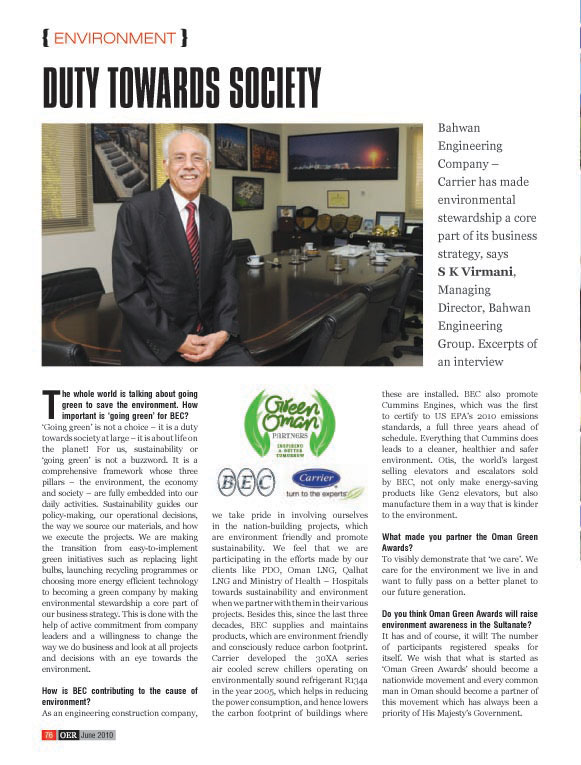 { ENVIRONMENT }
DUTY TOWARDS SOCIETY
Bahwan
Engineering
Company –
Carrier has made
environmental
stewardship a core
part of its business
strategy, says
S K Virmani,
Managing
Director, Bahwan
Engineering
Group. Excerpts of
an interview
The whole world is talking about going
green to save the environment. How
important is ‘going green’ for BEC?
‘Going green’ is not a choice – it is a duty
towards society at large – it is about life on
the planet! For us, sustainability or
‘going green’ is not a buzzword. It is a
comprehensive framework whose three
pillars – the environment, the economy
and society – are fully embedded into our
daily activities. Sustainability guides our
policy-making, our operational decisions,
the way we source our materials, and how
we execute the projects. We are making
the transition from easy-to-implement
green initiatives such as replacing light
bulbs, launching recycling programmes or
choosing more energy efficient technology
to becoming a green company by making
environmental stewardship a core part of
our business strategy. This is done with the
help of active commitment from company
leaders and a willingness to change the
way we do business and look at all projects
and decisions with an eye towards the
environment.
How is BEC contributing to the cause of
environment?
As an engineering construction company,
Green
Oman
PARTNERS
INSPIRING
A BETTER
TOMORROW
BEC
Carrier
turn to the experts
we take pride in involving ourselves
in the nation-building projects, which
are environment friendly and promote
sustainability. We feel that we are
participating in the efforts made by our
clients like PDO, Oman LNG, Qalhat
LNG and Ministry of Health – Hospitals
towards sustainability and environment
when we partner with them in their various
projects. Besides this, since the last three
decades, BEC supplies and maintains
products, which are environment friendly
and consciously reduce carbon footprint.
Carrier developed the 30XA series
air cooled screw chillers operating on
environmentally sound refrigerant R134a
in the year 2005, which helps in reducing
the power consumption, and hence lowers
the carbon footprint of buildings where
these are installed. BEC also promote
Cummins Engines, which was the first
to certify to US EPA’s 2010 emissions
standards, a full three years ahead of
schedule. Everything that Cummins does
leads to a cleaner, healthier and safer
environment. Otis, the world’s largest
selling elevators and escalators sold
by BEC, not only make energy-saving
products like Gen2 elevators, but also
manufacture them in a way that is kinder
to the environment.
What made you partner the Oman Green
Awards?
To visibly demonstrate that ‘we care’. We
care for the environment we live in and
want to fully pass on a better planet to
our future generation.
Do you think Oman Green Awards will raise
environment awareness in the Sultanate?
It has and of course, it will! The number
of participants registered speaks for
itself. We wish that what is started as
‘Oman Green Awards’ should become a
nationwide movement and every common
man in Oman should become a partner of
this movement which has always been a
priority of His Majesty’s Government.
76 OER June 2010